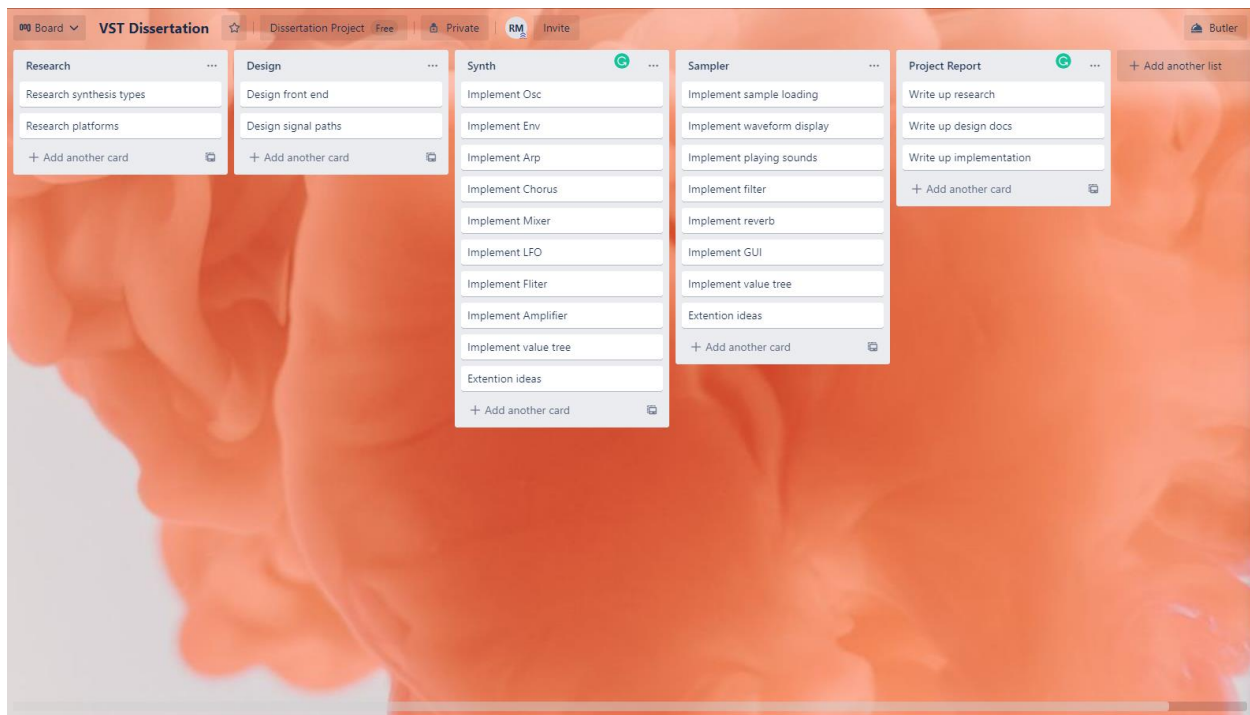 Board
VST Dissertation
Dissertation Project Free
Private
RM
Invite
Butler
Research
Research synthesis types
Research platforms
+ Add another card
Design
Design front end
Design signal paths
+ Add another card
Synth
Implement Osc
Implement Env
Implement Arp
Implement Chorus
Implement Mixer
Implement LFO
Implement Fliter
Implement Amplifier
Implement value tree
Extention ideas
+ Add another card
Sampler
Implement sample loading
Implement waveform display
Implement playing sounds
Implement filter
Implement reverb
Implement GUI
Implement value tree
Extention ideas
+ Add another card
Project Report
Write up research
Write up design docs
Write up implementation
+ Add another card
+ Add another list